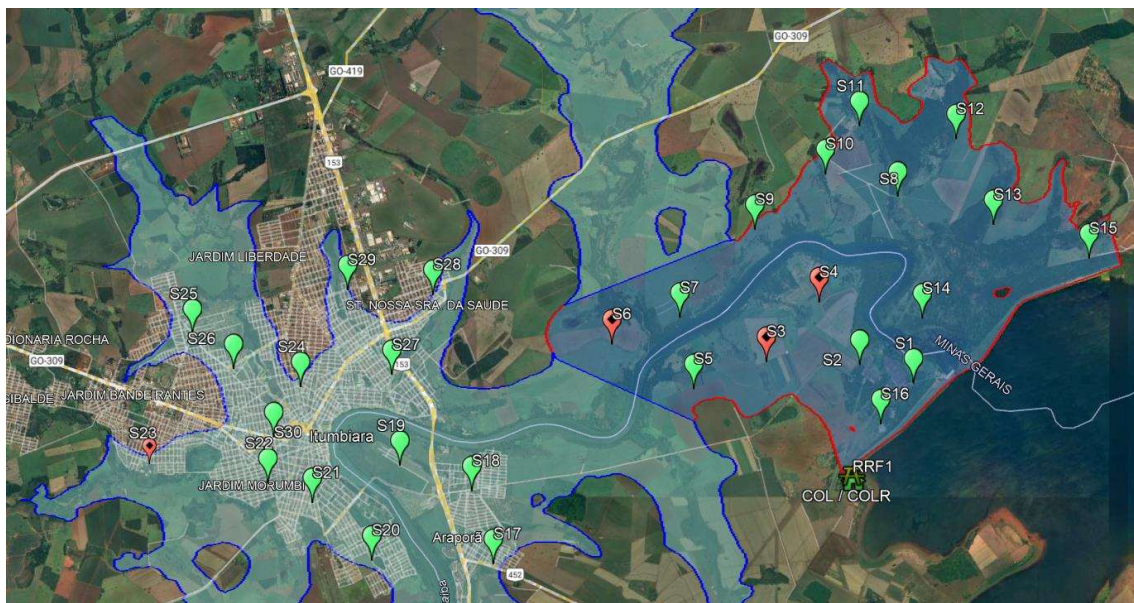 GO-309
GO-419
S11
S12
153
S10
S8
S9
S13
S15
GO-309
JARDIM LIBERDADE
S29
S28
S4
S7
S14
ST. NOSSA SRA. DA SAUDE
S25
S6
DIONARIA ROCHA
S26
S27
S3
S2
S1
MINAS GERAIS
GO-309
S24
153
S5
SIBALDE
JARDIM BANDEIRANTES
S16
S23
S30
Itumbiara
S19
S22
S18
RRF1
JARDIM MORUMBI
S21
COL / COLR
S20
Araporã
S17
452